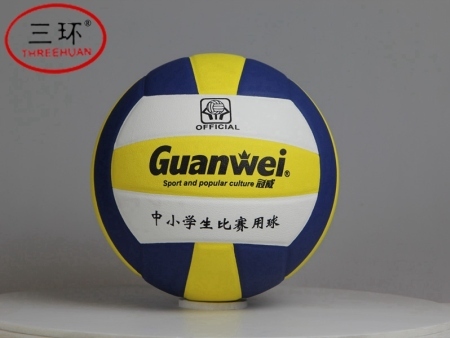 三环®
THREEHUAN
OFFICIAL
Guanwei®
Sport and popular culture 冠威
中小学生比赛用球